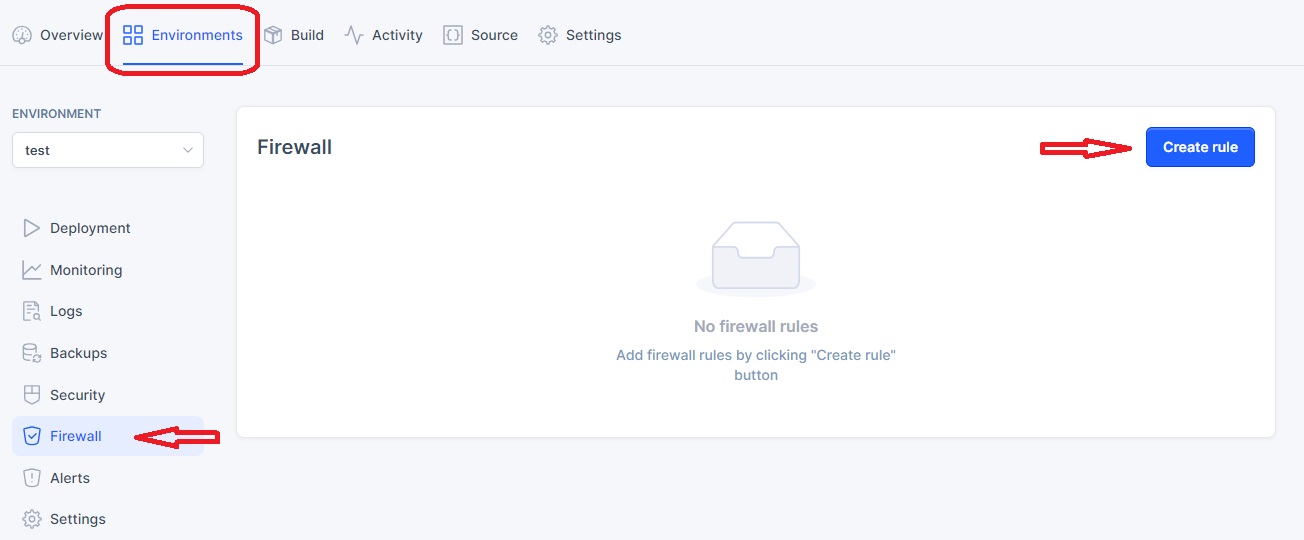 Overview Environments Build Activity Source Settings
ENVIRONMENT
test
Deployment
Monitoring
Logs
Backups
Security
Firewall
Alerts
Settings
Firewall
Create rule
No firewall rules
Add firewall rules by clicking "Create rule"
button